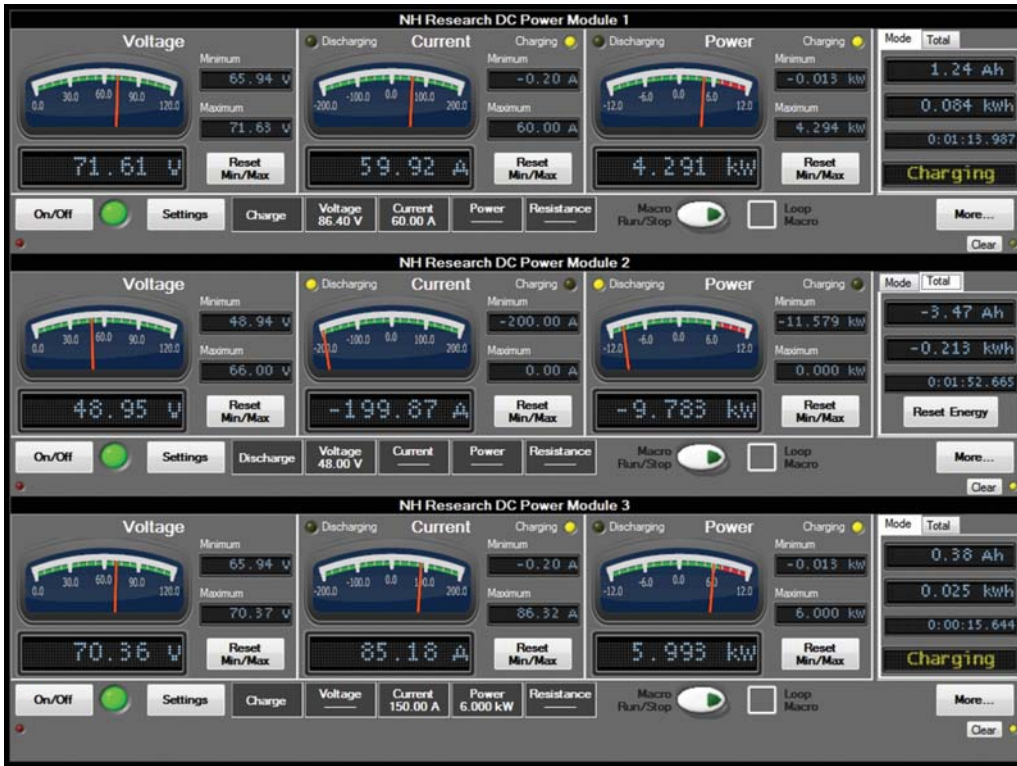 NH Research DC Power Module 1
Voltage Discharging Current Charging Discharging Power Charging Mode Total
Minimum Minimum Minimum
65.94 V -0.20 A -0.013 kW 1.24 Ah
0.0 30.0 60.0 90.0 120.0 -200.0 -100.0 0.0 100.0 200.0 -12.0 -6.0 0.0 6.0 12.0
Maximum Maximum Maximum 0.084 kWh
71.63 V 60.00 A 4.294 kW 0:01:13.987
71.61 V Reset Min/Max 59.92 A Reset Min/Max 4.291 kW Reset Min/Max Charging
On/Off Settings Charge Voltage 86.40 V Current 60.00 A Power Resistance Macro Run/Stop Loop Macro More...
Clear
NH Research DC Power Module 2
Voltage Discharging Current Charging Discharging Power Charging Mode Total
Minimum Minimum Minimum
48.94 V -200.00 A -11.579 kW -3.47 Ah
0.0 30.0 60.0 90.0 120.0 -200.0 -100.0 0.0 100.0 200.0 -12.0 -6.0 0.0 6.0 12.0
Maximum Maximum Maximum -0.213 kWh
66.00 V 0.00 A 0.000 kW 0:01:52.665
48.95 V Reset Min/Max -199.87 A Reset Min/Max -9.783 kW Reset Min/Max Reset Energy
On/Off Settings Discharge Voltage 48.00 V Current Power Resistance Macro Run/Stop Loop Macro More...
Clear
NH Research DC Power Module 3
Voltage Discharging Current Charging Discharging Power Charging Mode Total
Minimum Minimum Minimum
65.94 V -0.20 A -0.013 kW 0.38 Ah
0.0 30.0 60.0 90.0 120.0 -200.0 -100.0 0.0 100.0 200.0 -12.0 -6.0 0.0 6.0 12.0
Maximum Maximum Maximum 0.025 kWh
70.37 V 86.32 A 6.000 kW 0:00:15.644
70.36 V Reset Min/Max 85.18 A Reset Min/Max 5.993 kW Reset Min/Max Charging
On/Off Settings Charge Voltage Current 150.00 A Power 6.000 kW Resistance Macro Run/Stop Loop Macro More...
Clear